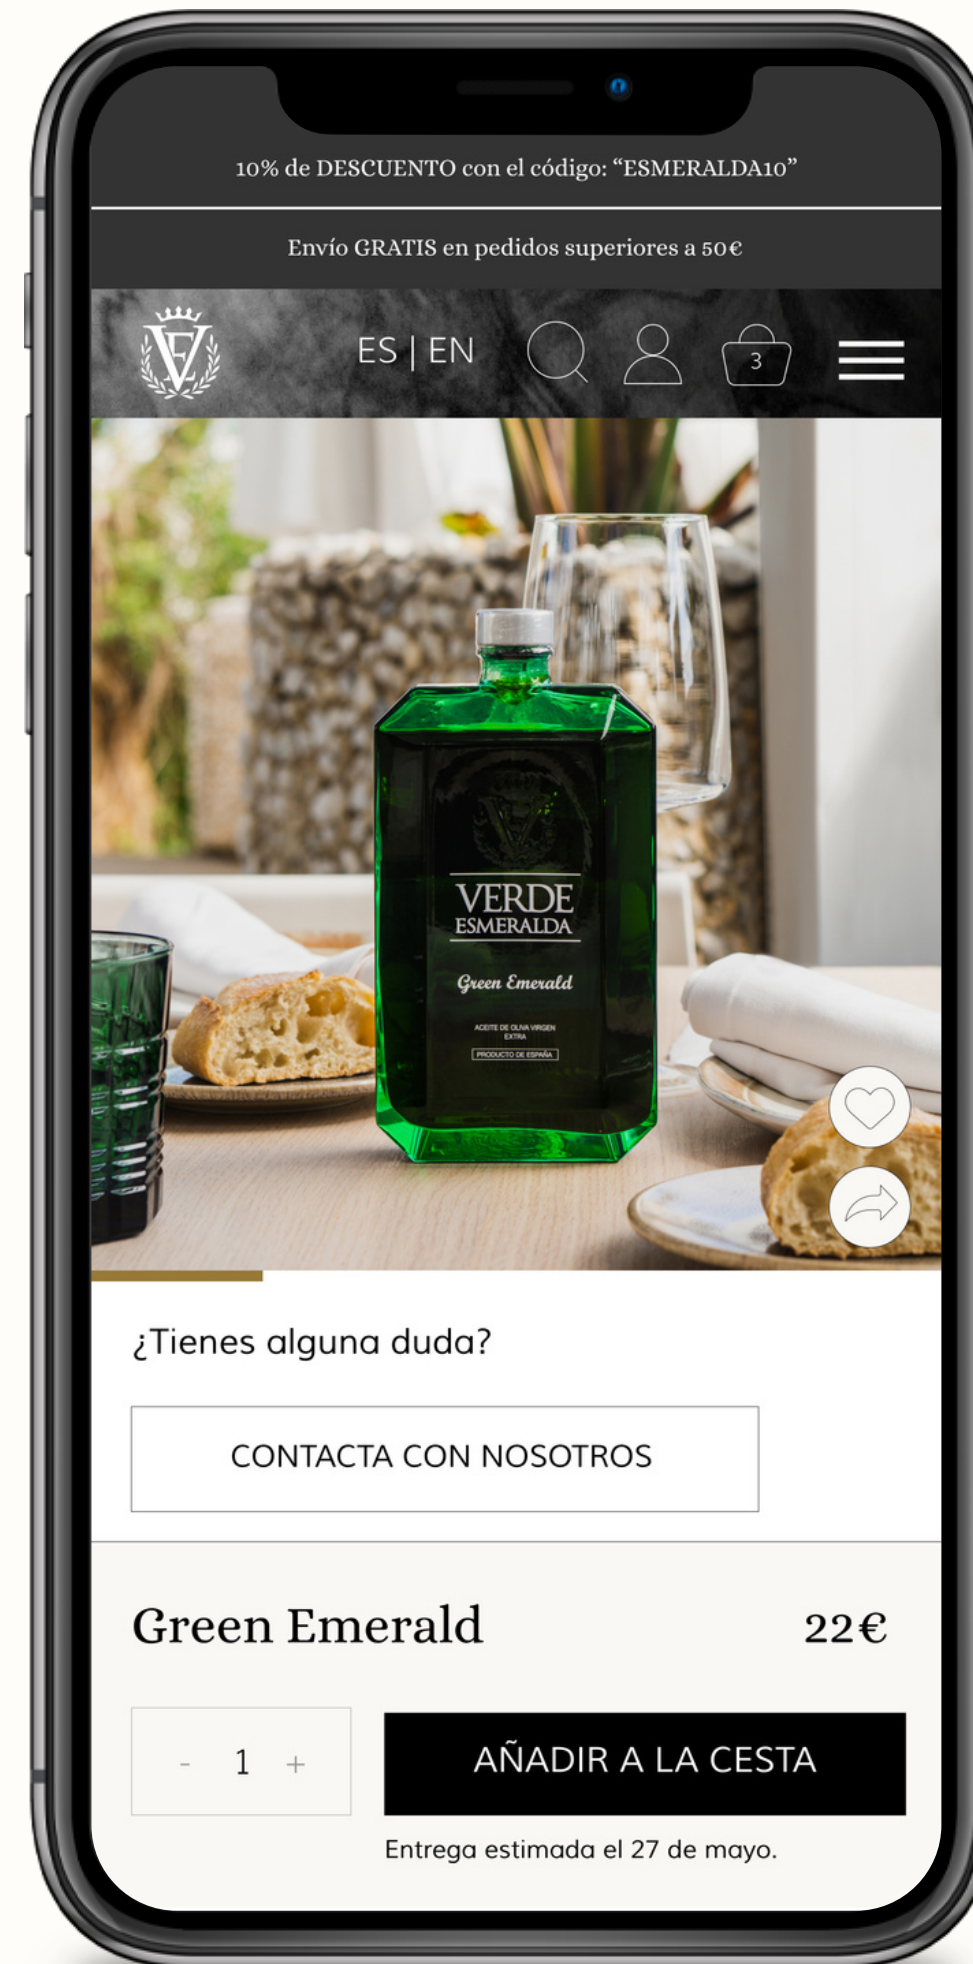 10% de DESCUENTO con el código: “ESMERALDA10”
Envío GRATIS en pedidos superiores a 50€
VE
ES | EN
3
VERDE
ESMERALDA
Green Emerald
ACEITE DE OLIVA VIRGEN
EXTRA
PRODUCTO DE ESPAÑA
¿Tienes alguna duda?
CONTACTA CON NOSOTROS
Green Emerald
22€
- 1 +
AÑADIR A LA CESTA
Entrega estimada el 27 de mayo.